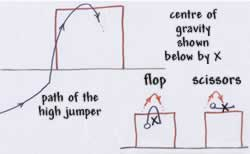 centre of
gravity
shown
below by X
path of the
high jumper
flop
scissors
X
X